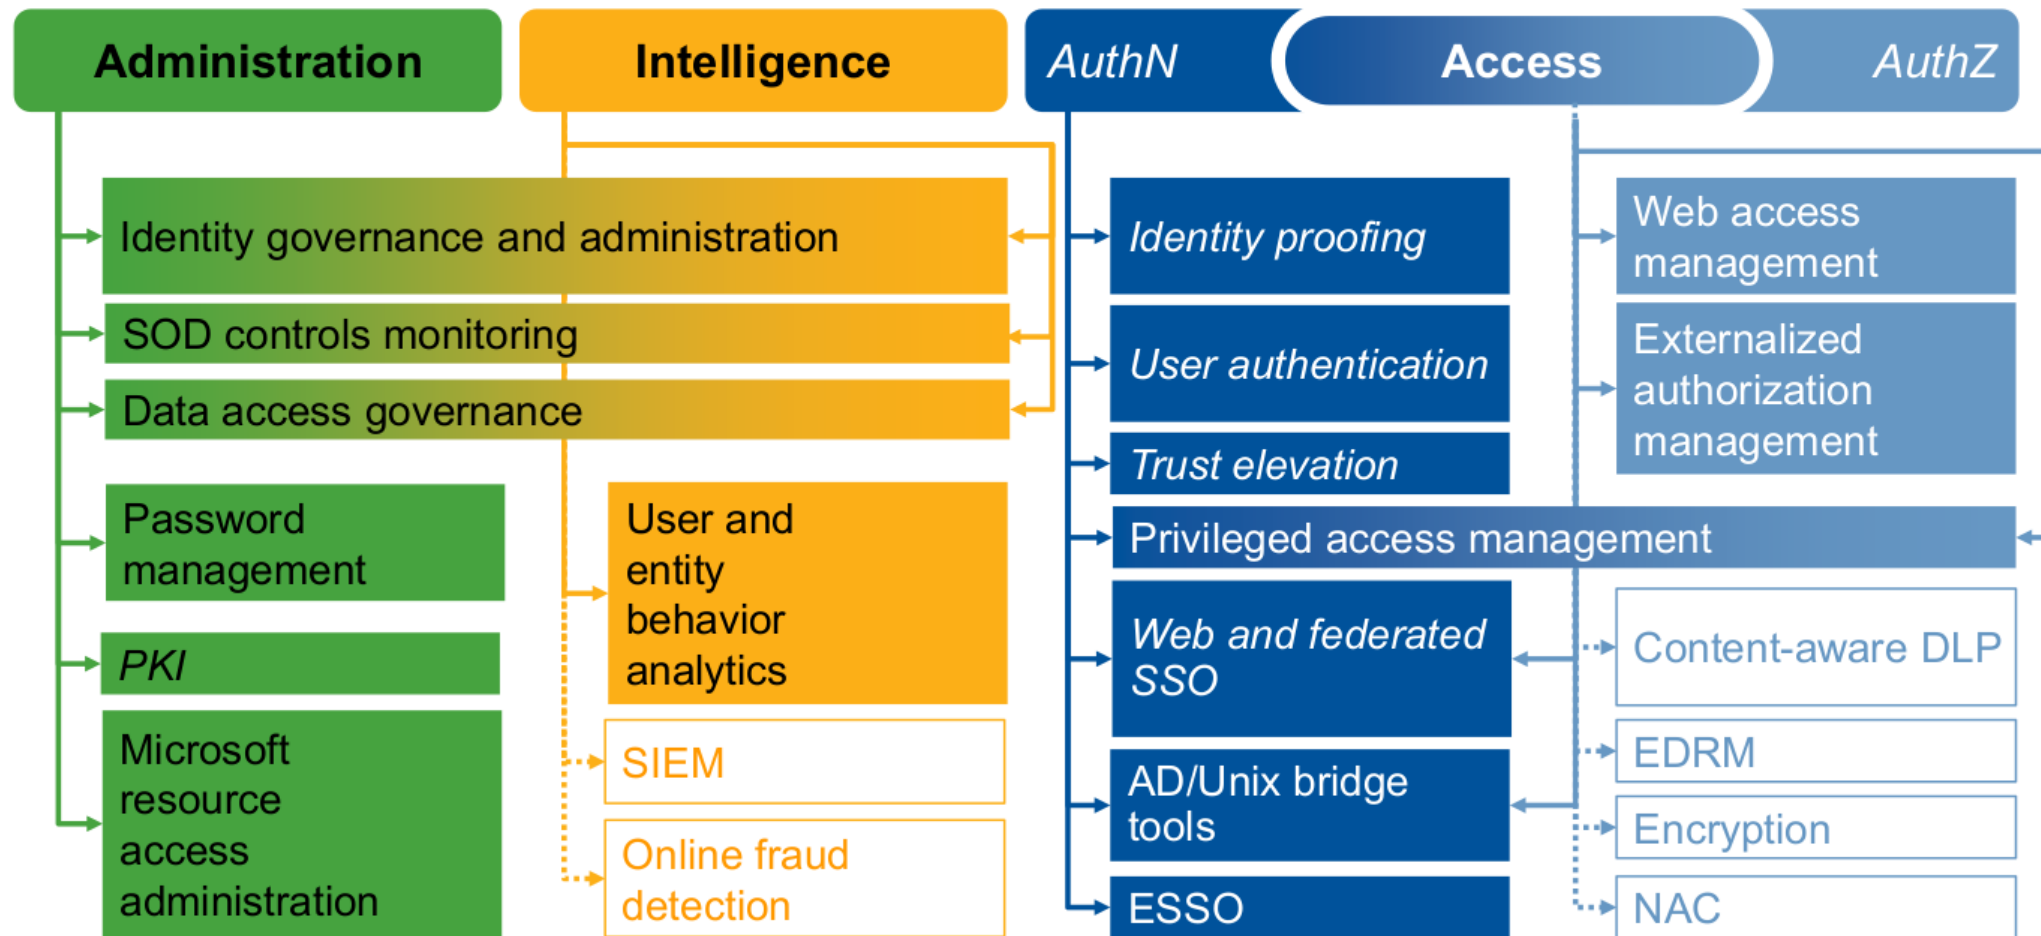 Administration
Intelligence
AuthN
Access
AuthZ
Identity governance and administration
SOD controls monitoring
Data access governance
Password
management
PKI
Microsoft
resource
access
administration
User and
entity
behavior
analytics
SIEM
Online fraud
detection
Identity proofing
User authentication
Trust elevation
Privileged access management
Web and federated
SSO
AD/Unix bridge
tools
ESSO
Web access
management
Externalized
authorization
management
Content-aware DLP
EDRM
Encryption
NAC